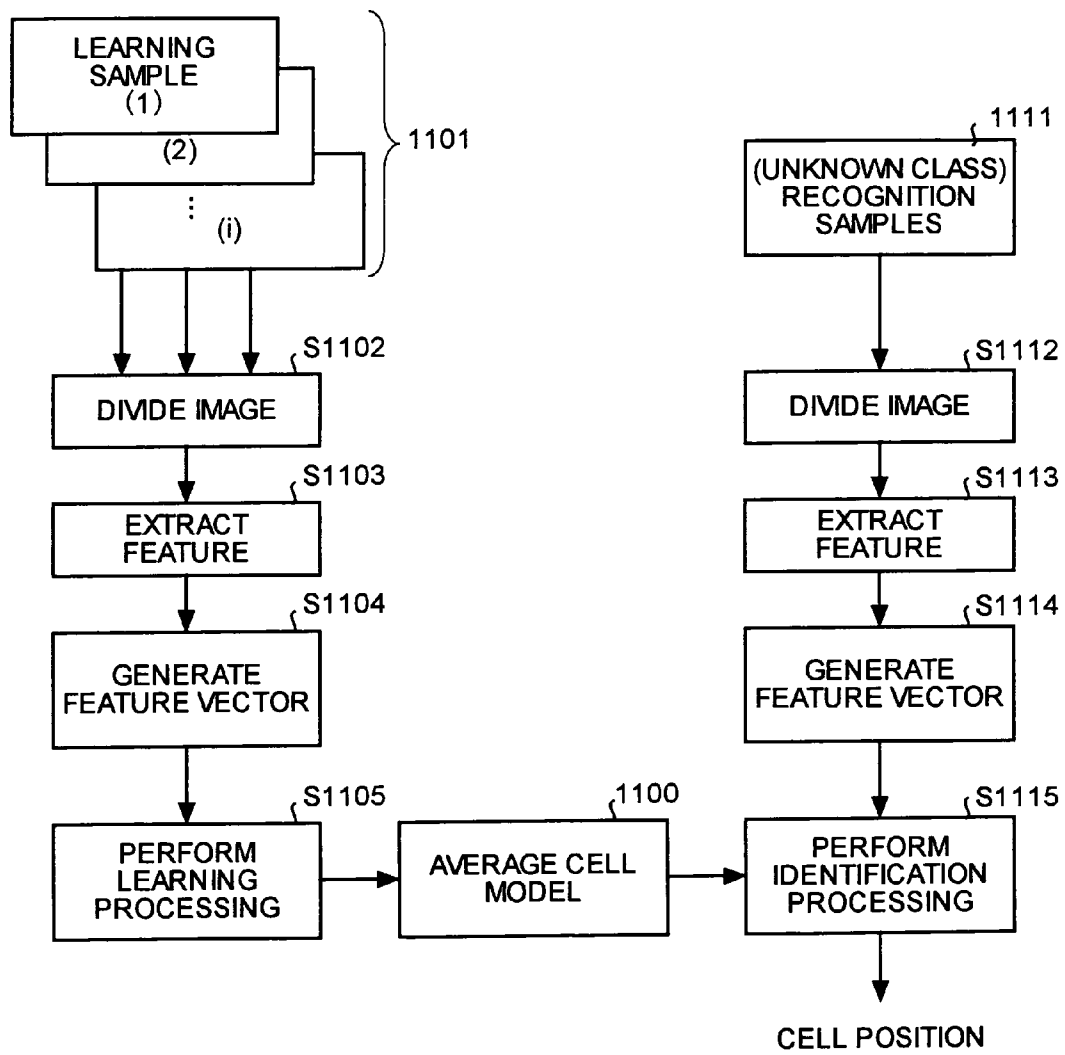 LEARNING
SAMPLE
(1)
(2)
⋮
(i)
1101
S1102
DIVIDE IMAGE
S1103
EXTRACT
FEATURE
S1104
GENERATE
FEATURE VECTOR
S1105
PERFORM
LEARNING
PROCESSING
1100
AVERAGE CELL
MODEL
1111
(UNKNOWN CLASS)
RECOGNITION
SAMPLES
S1112
DIVIDE IMAGE
S1113
EXTRACT
FEATURE
S1114
GENERATE
FEATURE VECTOR
S1115
PERFORM
IDENTIFICATION
PROCESSING
CELL POSITION